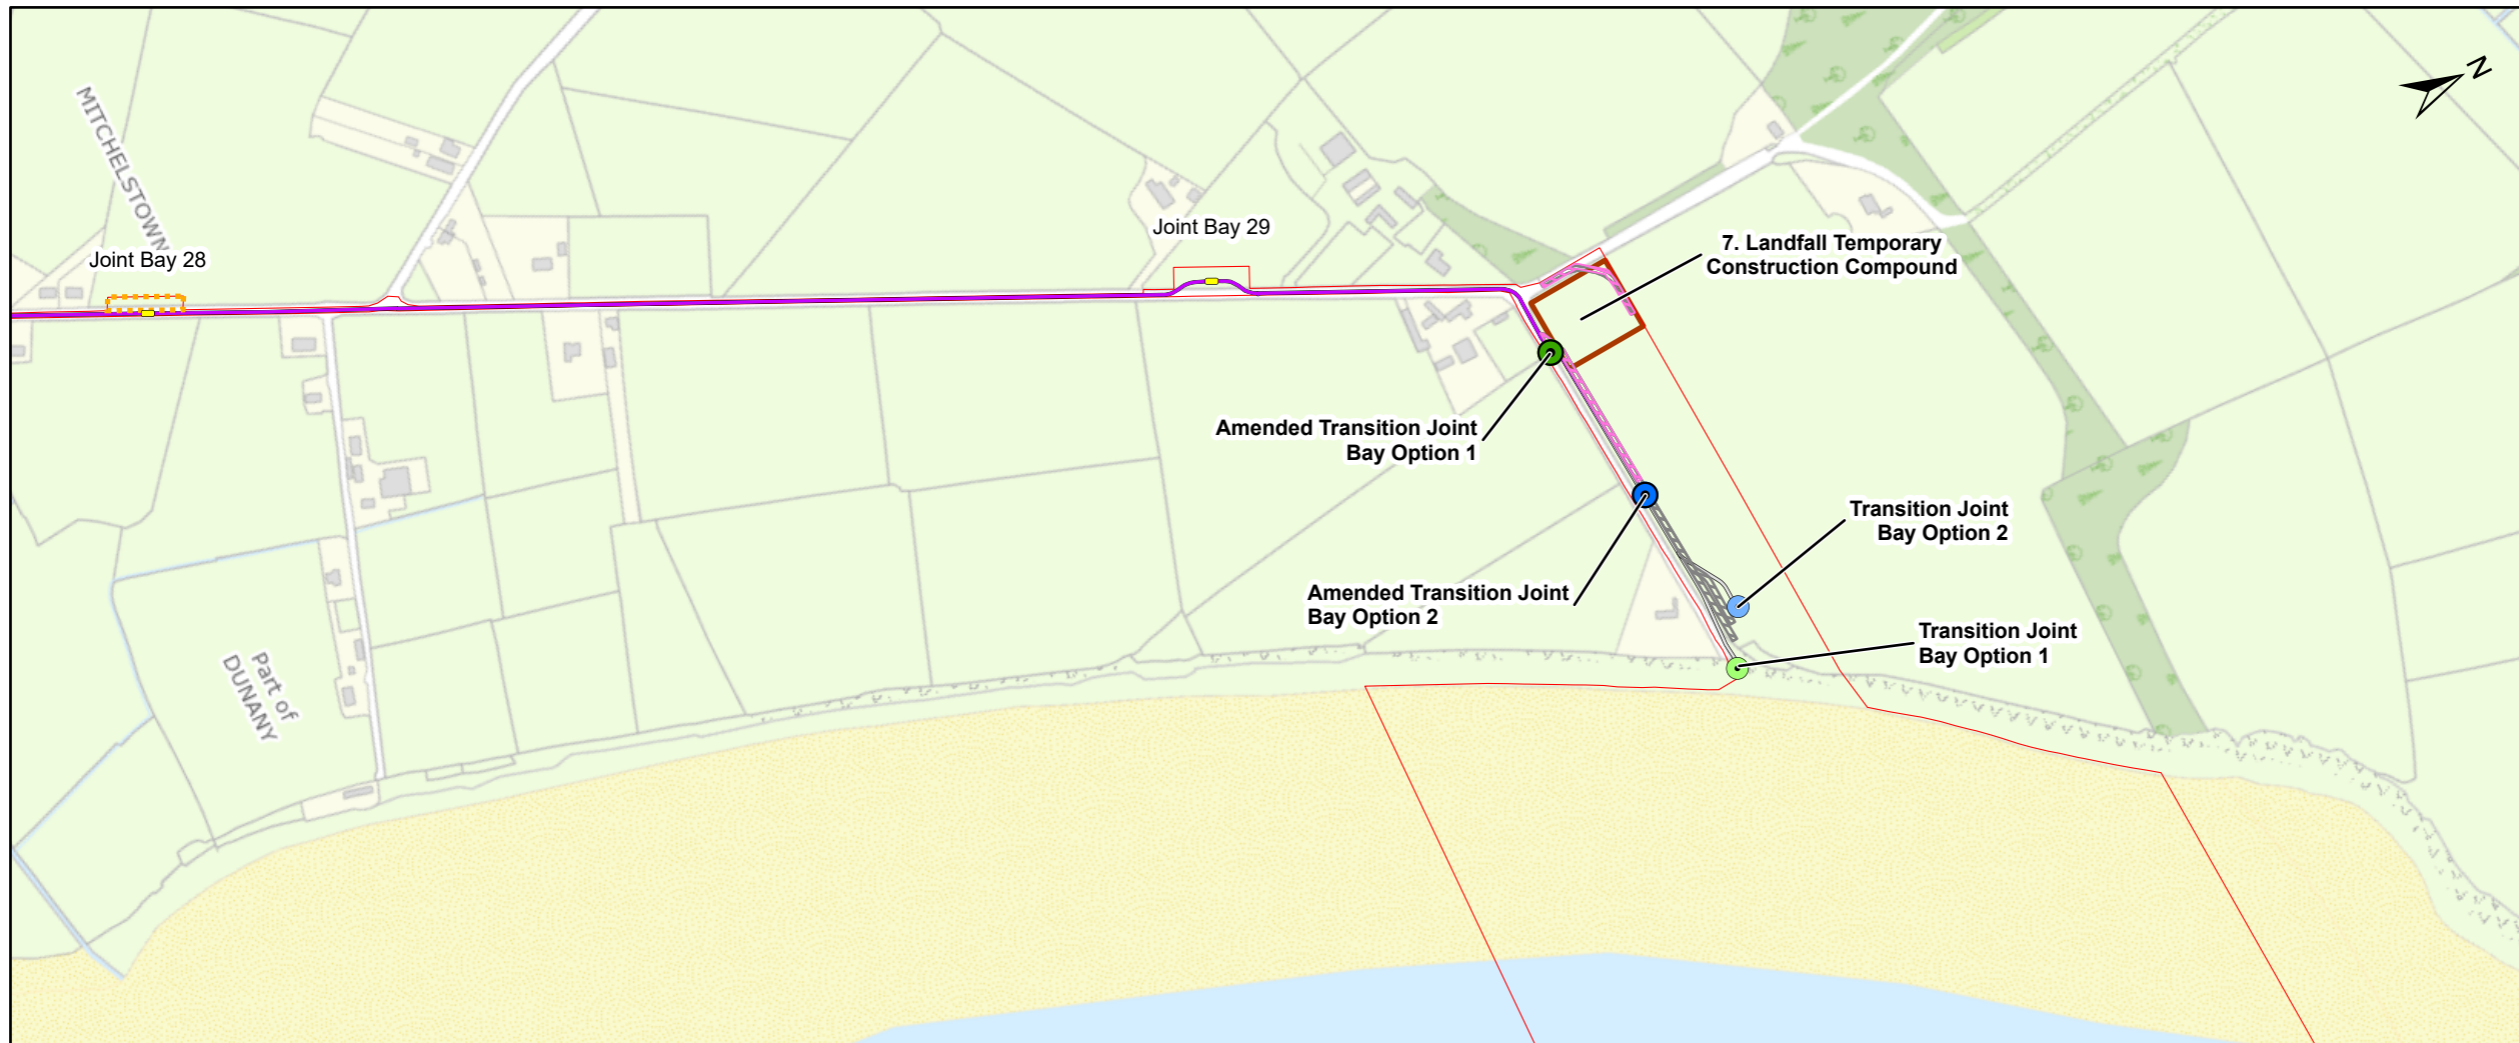 N
MITCHELSTOWN
Joint Bay 28
Joint Bay 29
7. Landfall Temporary
Construction Compound
Amended Transition Joint
Bay Option 1
Transition Joint
Bay Option 2
Amended Transition Joint
Bay Option 2
Transition Joint
Bay Option 1
Part of
DUNANY